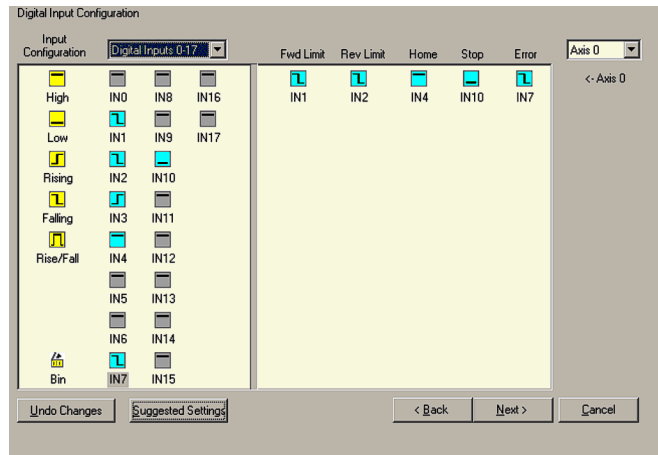 Digital Input Configuration
Input Configuration
Digital Inputs 0-17
Fwd Limit Rev Limit Home Stop Error
Axis 0
High IN0 IN8 IN16
IN1 IN2 IN4 IN10 IN7
<- Axis 0
Low IN1 IN9 IN17
Rising IN2 IN10
Falling IN3 IN11
Rise/Fall IN4 IN12
IN5 IN13
IN6 IN14
Bin IN7 IN15
Undo Changes Suggested Settings < Back Next > Cancel